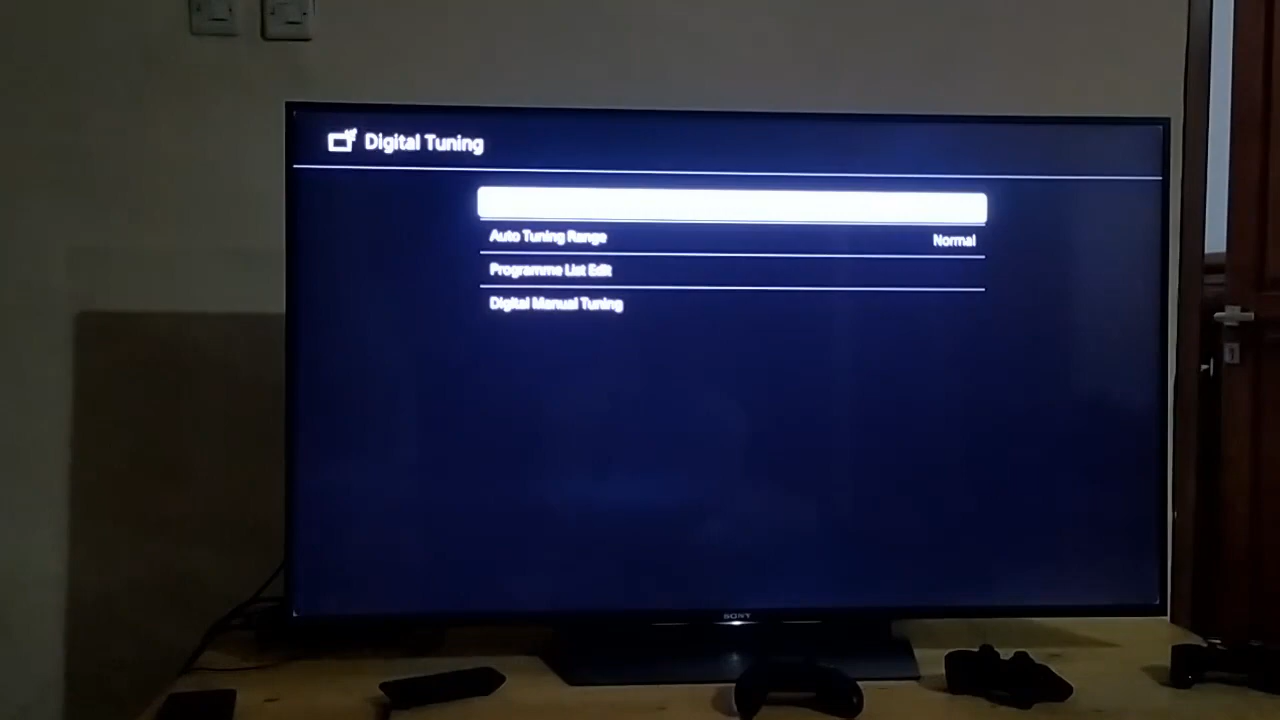 Digital Tuning
Auto Tuning Range Normal
Programme List Edit
Digital Manual Tuning
SONY